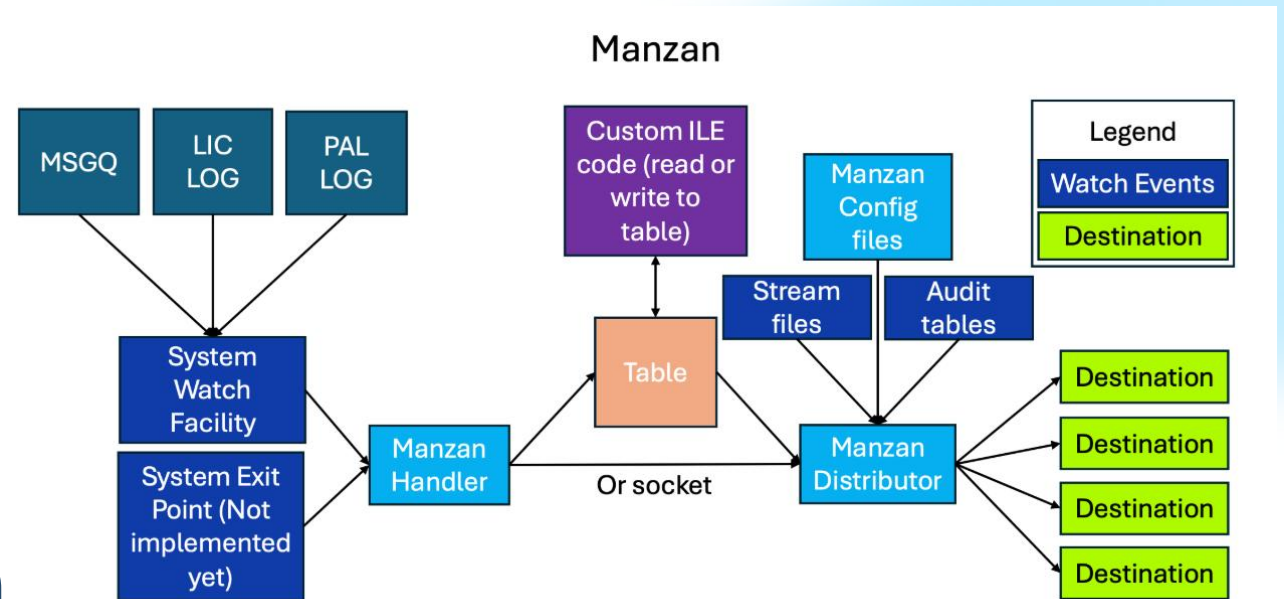 Manzan
MSGQ
LIC
LOG
PAL
LOG
Custom ILE
code (read or
write to
table)
Manzan
Config
files
Legend
Watch Events
Destination
Stream
files
Audit
tables
System
Watch
Facility
Table
System Exit
Point (Not
implemented
yet)
Manzan
Handler
Or socket
Manzan
Distributor
Destination
Destination
Destination
Destination